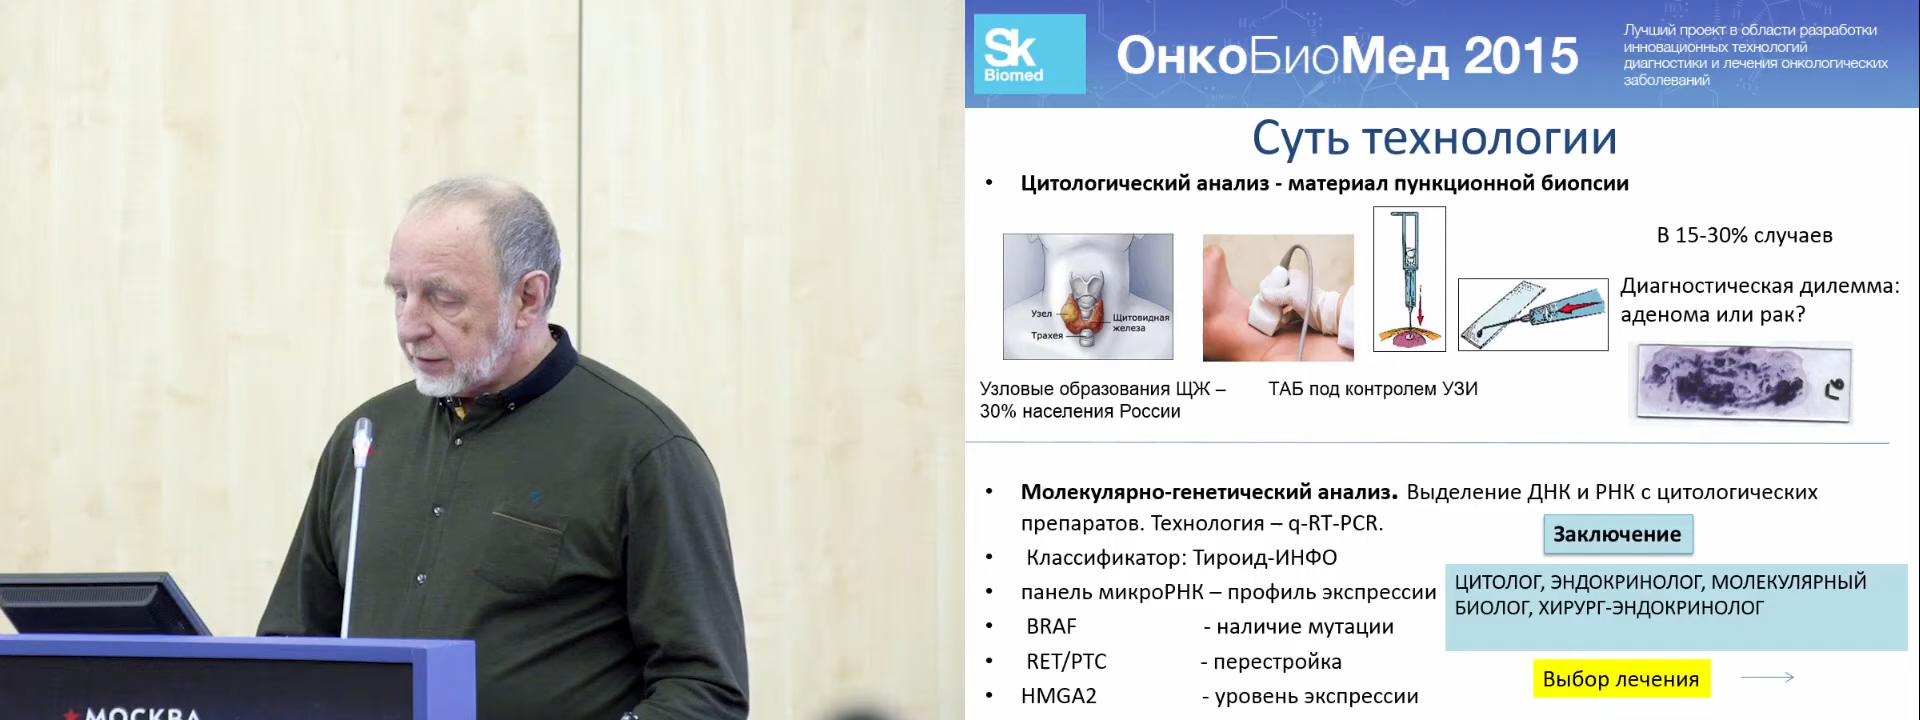 Sk
Biomed
ОнкоБиоМед 2015
Лучший проект в области разработки
инновационных технологий
диагностики и лечения онкологических
заболеваний
Суть технологии
• Цитологический анализ - материал пункционной биопсии
Узел
Трахея
Щитовидная
железа
В 15-30% случаев
Диагностическая дилемма:
аденома или рак?
Узловые образования ЩЖ –
30% населения России
ТАБ под контролем УЗИ
• Молекулярно-генетический анализ. Выделение ДНК и РНК с цитологических
препаратов. Технология – q-RT-PCR.
• Классификатор: Тироид-ИНФО
• панель микроРНК – профиль экспрессии
• BRAF - наличие мутации
• RET/PTC - перестройка
• HMGA2 - уровень экспрессии
Заключение
ЦИТОЛОГ, ЭНДОКРИНОЛОГ, МОЛЕКУЛЯРНЫЙ
БИОЛОГ, ХИРУРГ-ЭНДОКРИНОЛОГ
Выбор лечения
МОСКВА